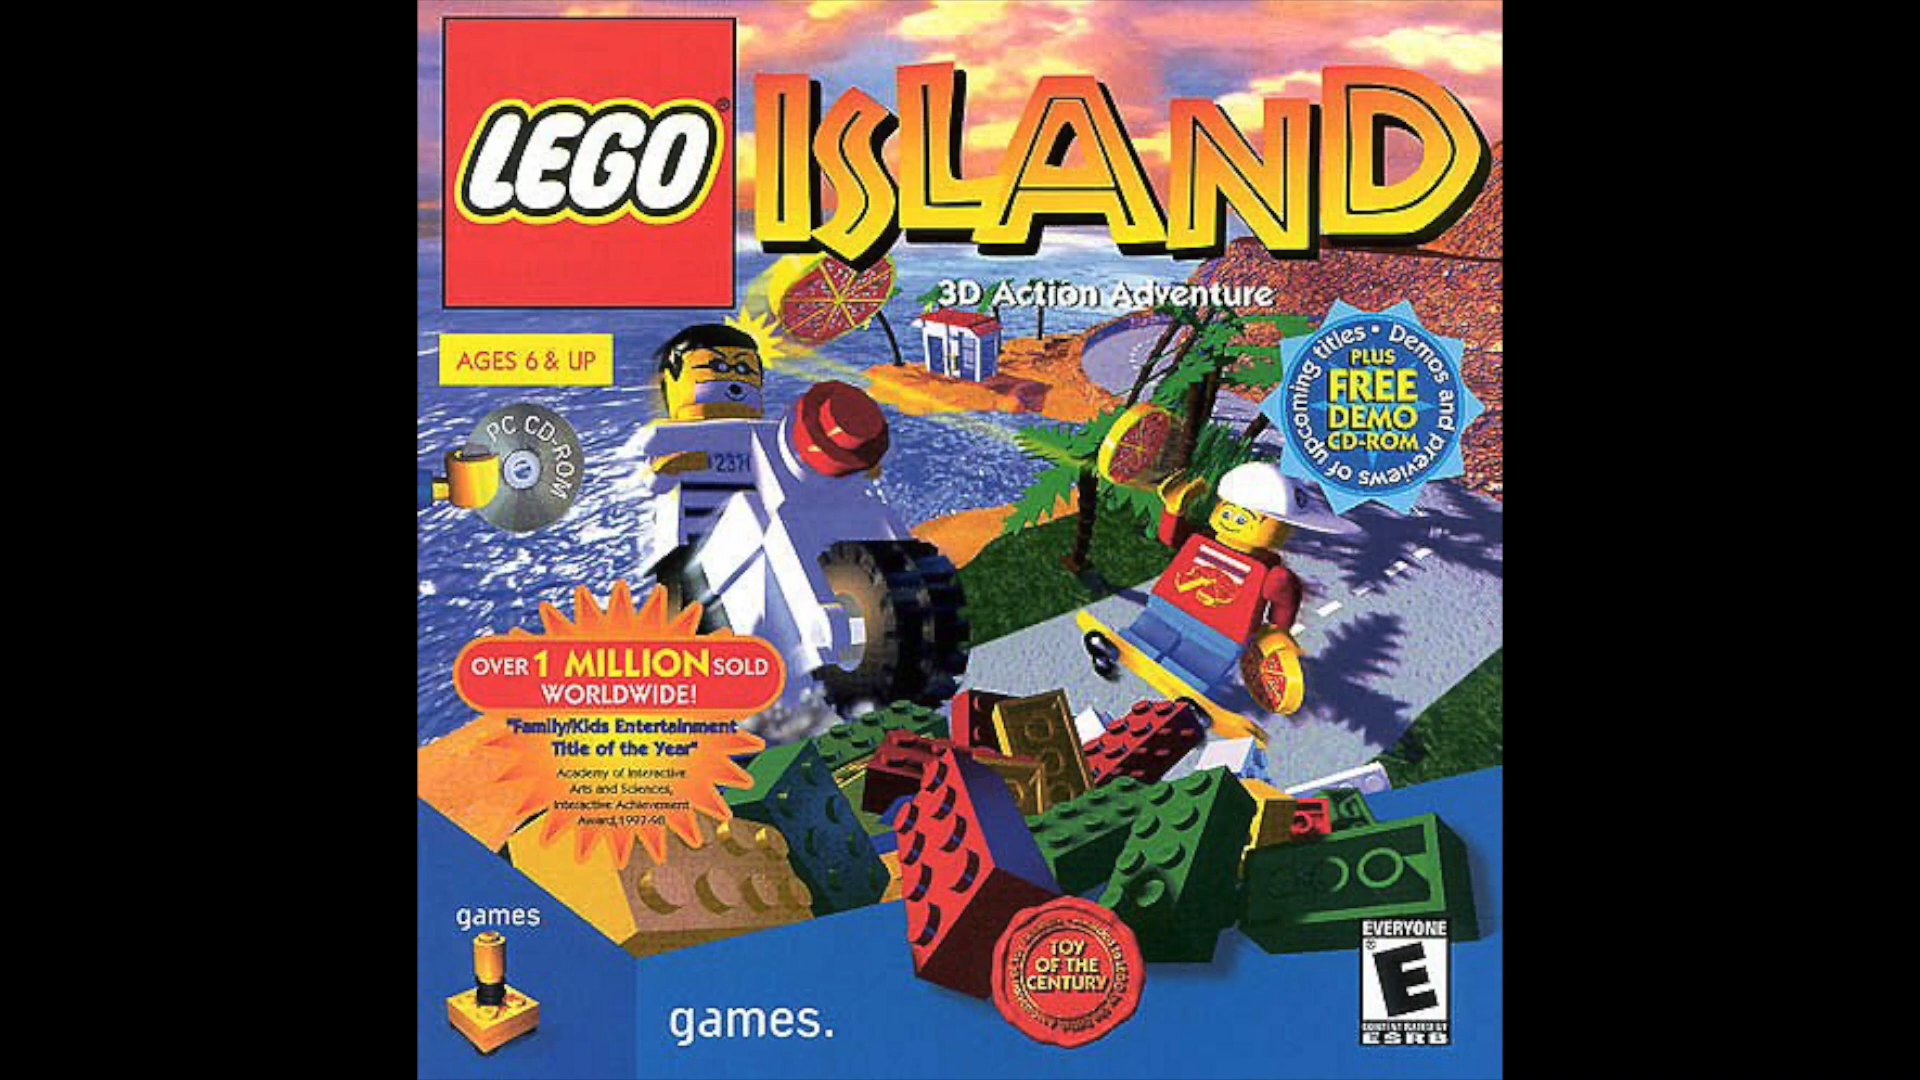 LEGO ®
ISLAND
3D Action Adventure
AGES 6 & UP
PC CD-ROM
Demos and previews of upcoming titles •
PLUS
FREE
DEMO
CD-ROM
237
OVER 1 MILLION SOLD
WORLDWIDE!
"Family/Kids Entertainment
Title of the Year"
Academy of Interactive
Arts and Sciences,
Interactive Achievement
Award, 1997-98
games
games.
TOY
OF THE
CENTURY
EVERYONE
E
CONTENT RATED BY
ESRB